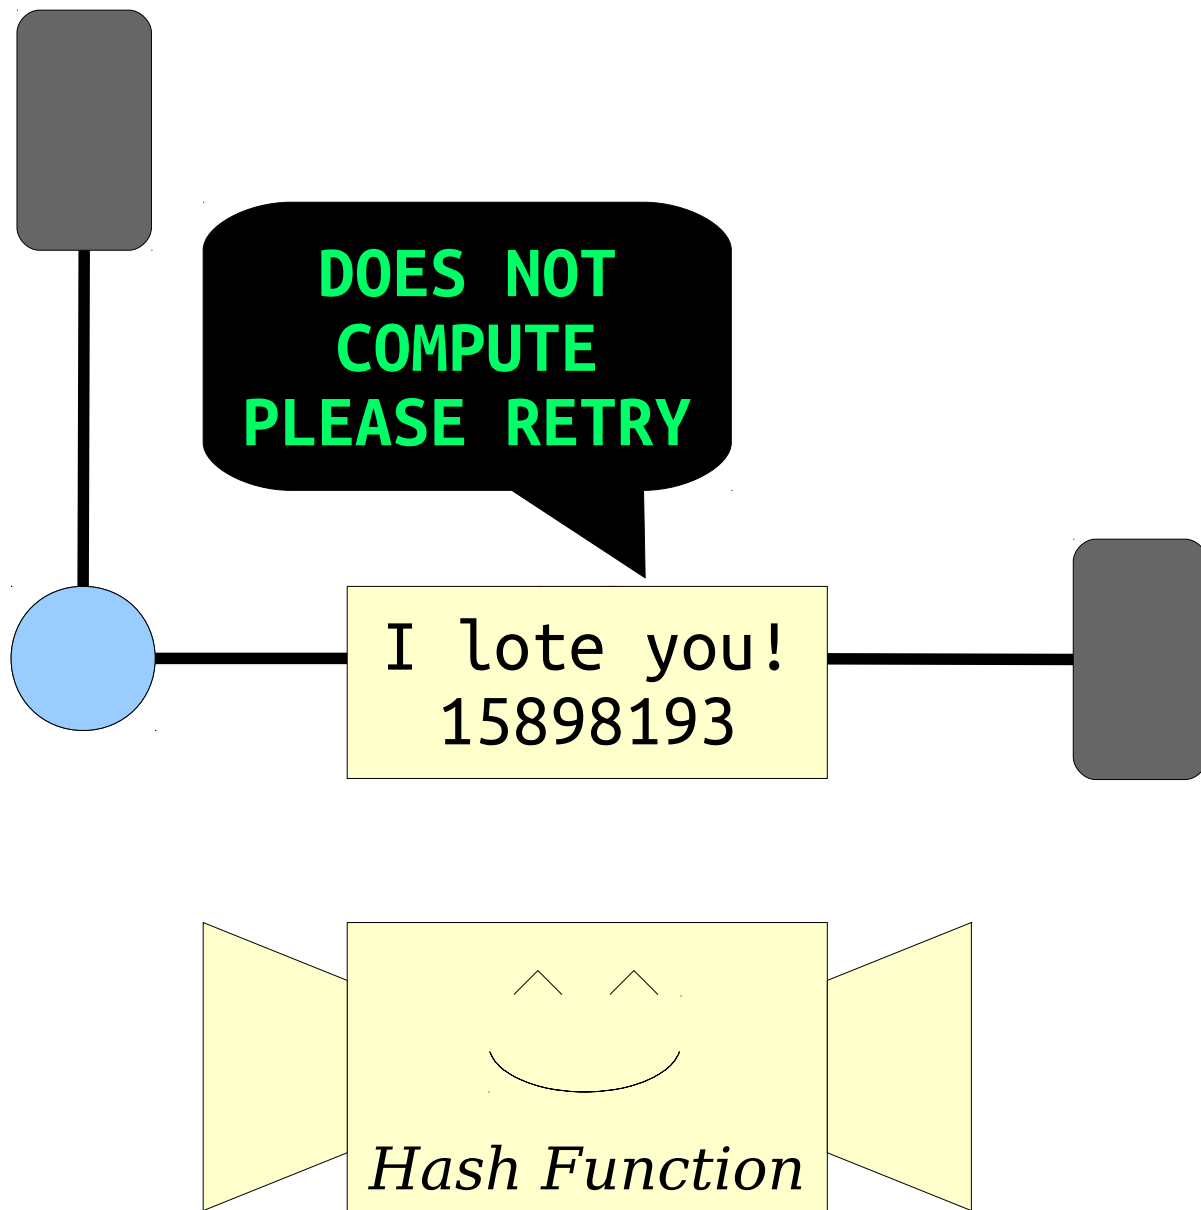 DOES NOT
COMPUTE
PLEASE RETRY
I lote you!
15898193
Hash Function